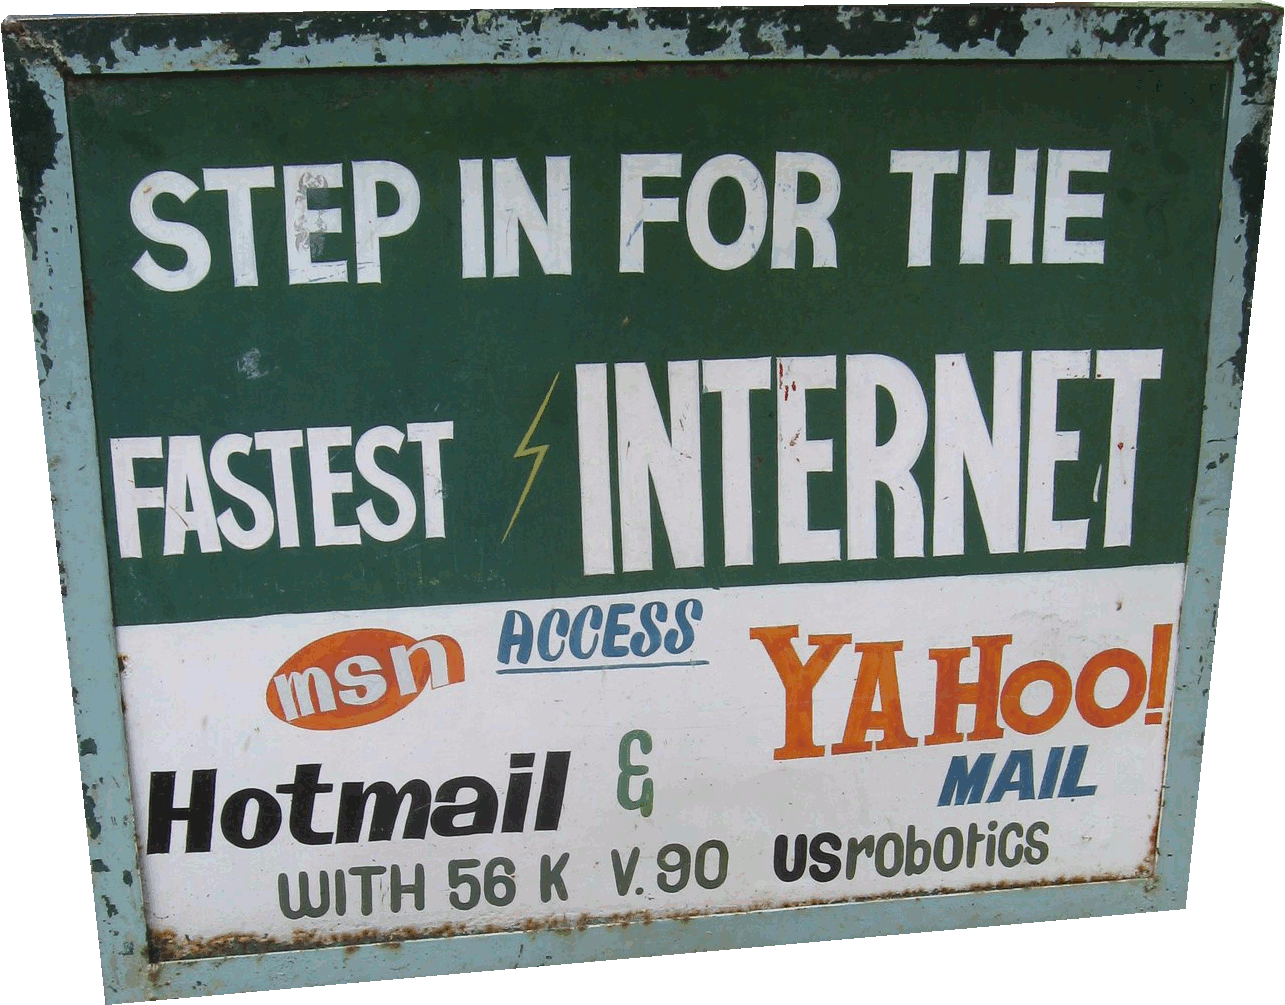 STEP IN FOR THE
FASTEST INTERNET
ACCESS
msn YAHOO!
Hotmail & MAIL
WITH 56 K V.90 USrobotics